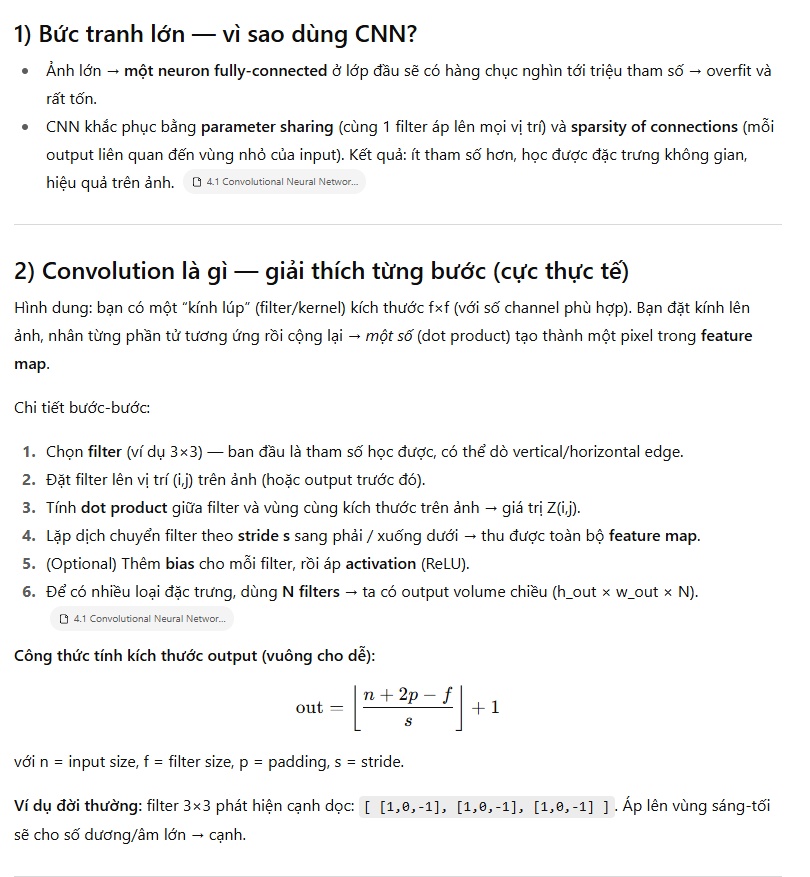 1) Bức tranh lớn — vì sao dùng CNN?
• Ảnh lớn → một neuron fully-connected ở lớp đầu sẽ có hàng chục nghìn tới triệu tham số → overfit và
rất tốn.
• CNN khắc phục bằng parameter sharing (cùng 1 filter áp lên mọi vị trí) và sparsity of connections (mỗi
output liên quan đến vùng nhỏ của input). Kết quả: ít tham số hơn, học được đặc trưng không gian,
hiệu quả trên ảnh. 4.1 Convolutional Neural Networ...
2) Convolution là gì — giải thích từng bước (cực thực tế)
Hình dung: bạn có một “kính lúp” (filter/kernel) kích thước f×f (với số channel phù hợp). Bạn đặt kính lên
ảnh, nhân từng phần tử tương ứng rồi cộng lại → một số (dot product) tạo thành một pixel trong feature
map.
Chi tiết bước-bước:
1. Chọn filter (ví dụ 3×3) — ban đầu là tham số học được, có thể dò vertical/horizontal edge.
2. Đặt filter lên vị trí (i,j) trên ảnh (hoặc output trước đó).
3. Tính dot product giữa filter và vùng cùng kích thước trên ảnh → giá trị Z(i,j).
4. Lặp dịch chuyển filter theo stride s sang phải / xuống dưới → thu được toàn bộ feature map.
5. (Optional) Thêm bias cho mỗi filter, rồi áp activation (ReLU).
6. Để có nhiều loại đặc trưng, dùng N filters → ta có output volume chiều (h_out × w_out × N).
4.1 Convolutional Neural Networ...
Công thức tính kích thước output (vuông cho dễ):
out = ⌊(n + 2p − f)/s⌋ + 1
với n = input size, f = filter size, p = padding, s = stride.
Ví dụ đời thường: filter 3×3 phát hiện cạnh dọc: [ [1,0,-1], [1,0,-1], [1,0,-1] ]. Áp lên vùng sáng-tối
sẽ cho số dương/âm lớn → cạnh.